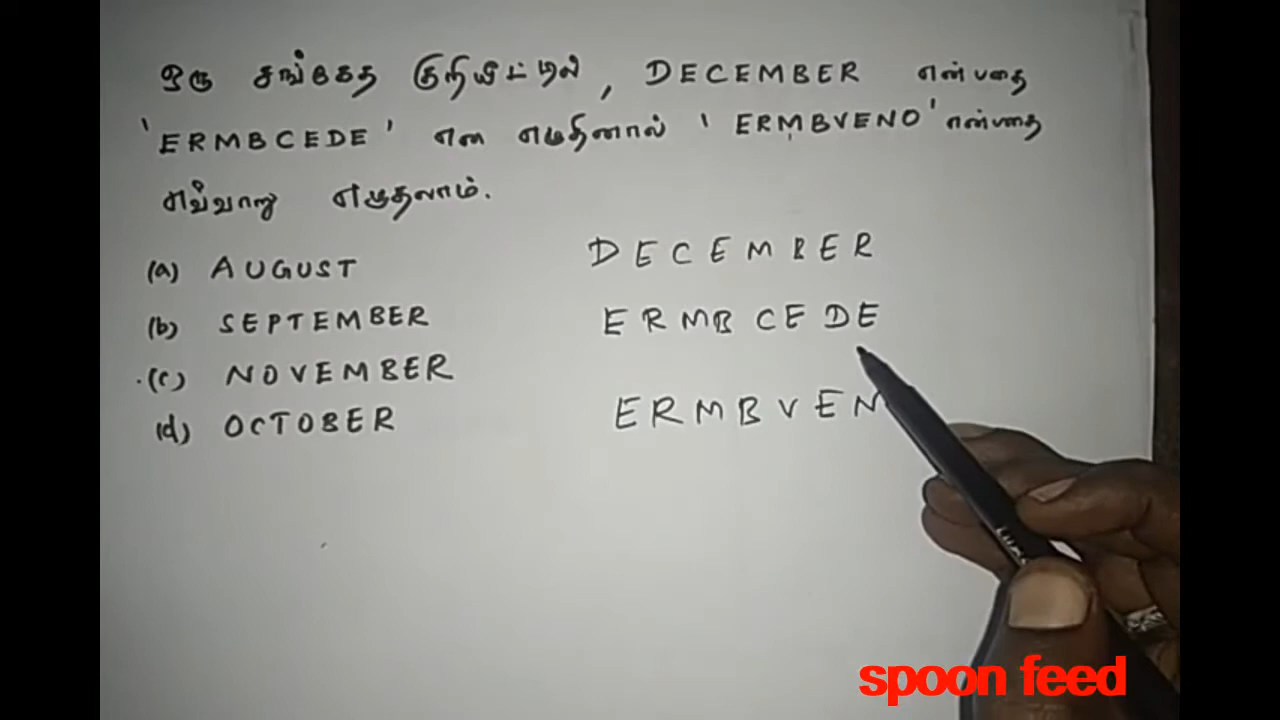 ஒரு சங்கேத குறியீட்டில், DECEMBER என்பதை
'ERMBCEDE' என எழுதினால் 'ERMBVENO' என்பதை
எவ்வாறு எழுதலாம்.
(a) AUGUST
(b) SEPTEMBER
(c) NOVEMBER
(d) OCTOBER
DECEMBER
ERMBCEDE
ERMBVEN
spoon feed